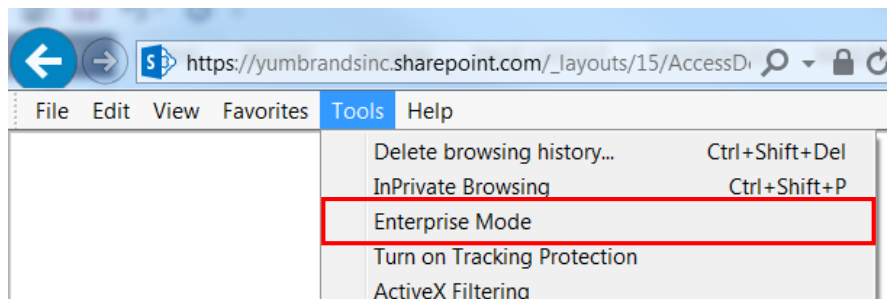 https://yumbrandsinc.sharepoint.com/_layouts/15/AccessD
File Edit View Favorites Tools Help
Delete browsing history... Ctrl+Shift+Del
InPrivate Browsing Ctrl+Shift+P
Enterprise Mode
Turn on Tracking Protection
ActiveX Filtering